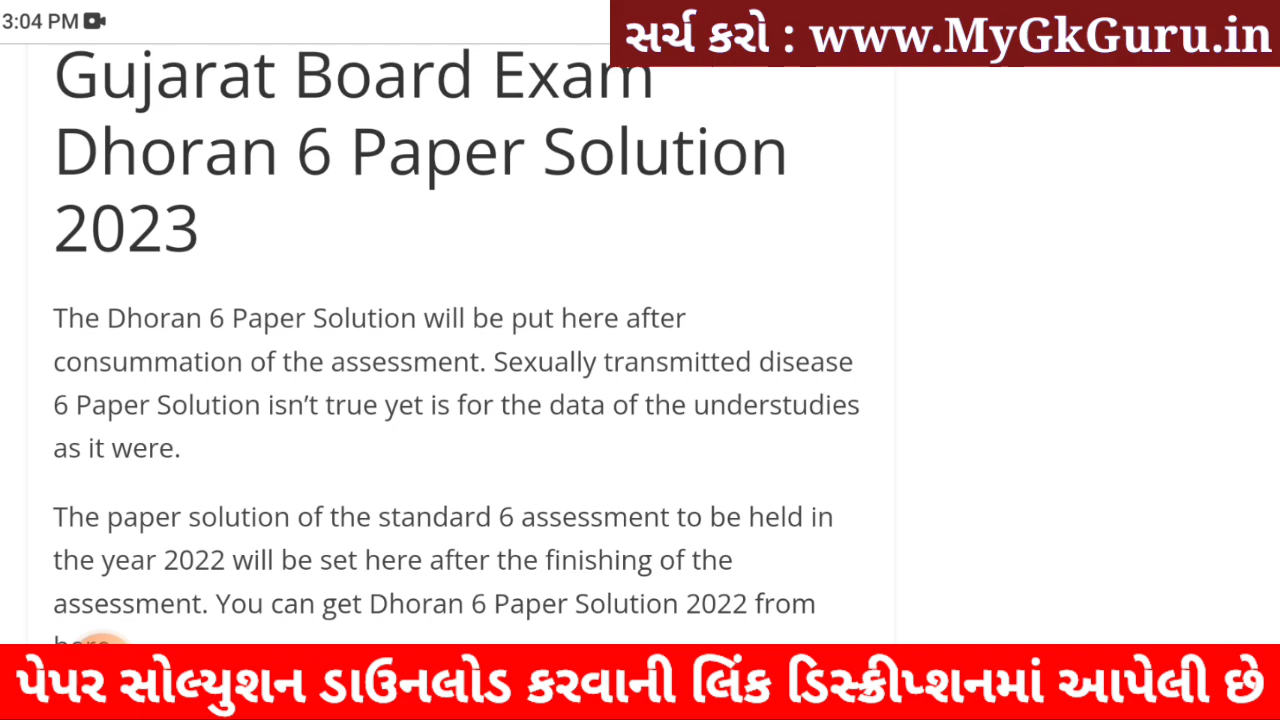 3:04 PM
સર્ચ કરો : www.MyGkGuru.in
Gujarat Board Exam
Dhoran 6 Paper Solution
2023
The Dhoran 6 Paper Solution will be put here after
consummation of the assessment. Sexually transmitted disease
6 Paper Solution isn’t true yet is for the data of the understudies
as it were.
The paper solution of the standard 6 assessment to be held in
the year 2022 will be set here after the finishing of the
assessment. You can get Dhoran 6 Paper Solution 2022 from
પેપર સોલ્યુશન ડાઉનલોડ કરવાની લિંક ડિસ્ક્રીપ્શનમાં આપેલી છે